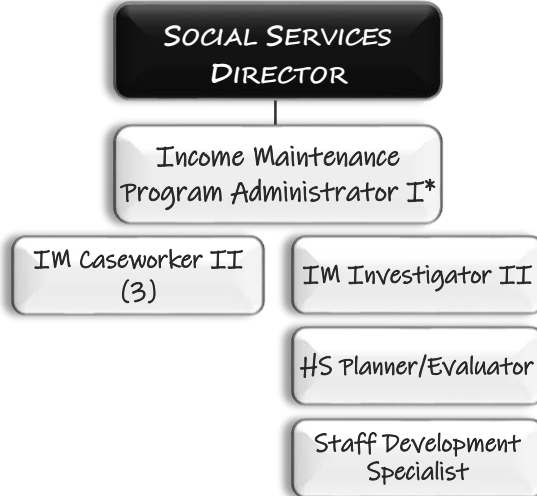 SOCIAL SERVICES
DIRECTOR
Income Maintenance
Program Administrator I*
IM Caseworker II
(3)
IM Investigator II
HS Planner/Evaluator
Staff Development
Specialist